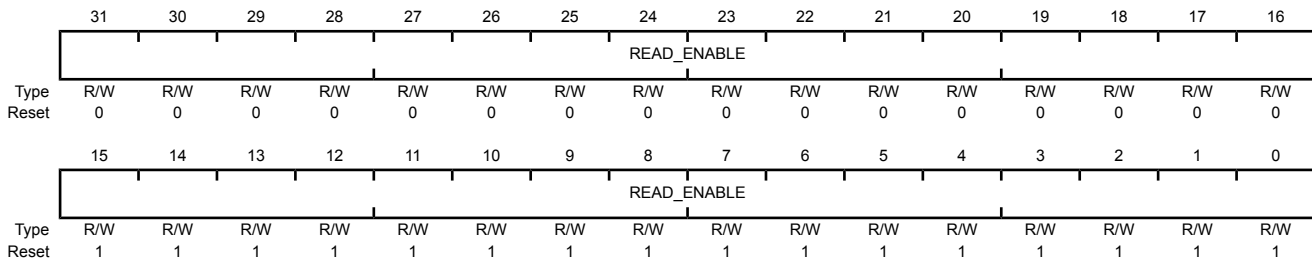 31 30 29 28 27 26 25 24 23 22 21 20 19 18 17 16
READ_ENABLE
Type R/W R/W R/W R/W R/W R/W R/W R/W R/W R/W R/W R/W R/W R/W R/W R/W
Reset 0 0 0 0 0 0 0 0 0 0 0 0 0 0 0 0
15 14 13 12 11 10 9 8 7 6 5 4 3 2 1 0
READ_ENABLE
Type R/W R/W R/W R/W R/W R/W R/W R/W R/W R/W R/W R/W R/W R/W R/W R/W
Reset 1 1 1 1 1 1 1 1 1 1 1 1 1 1 1 1